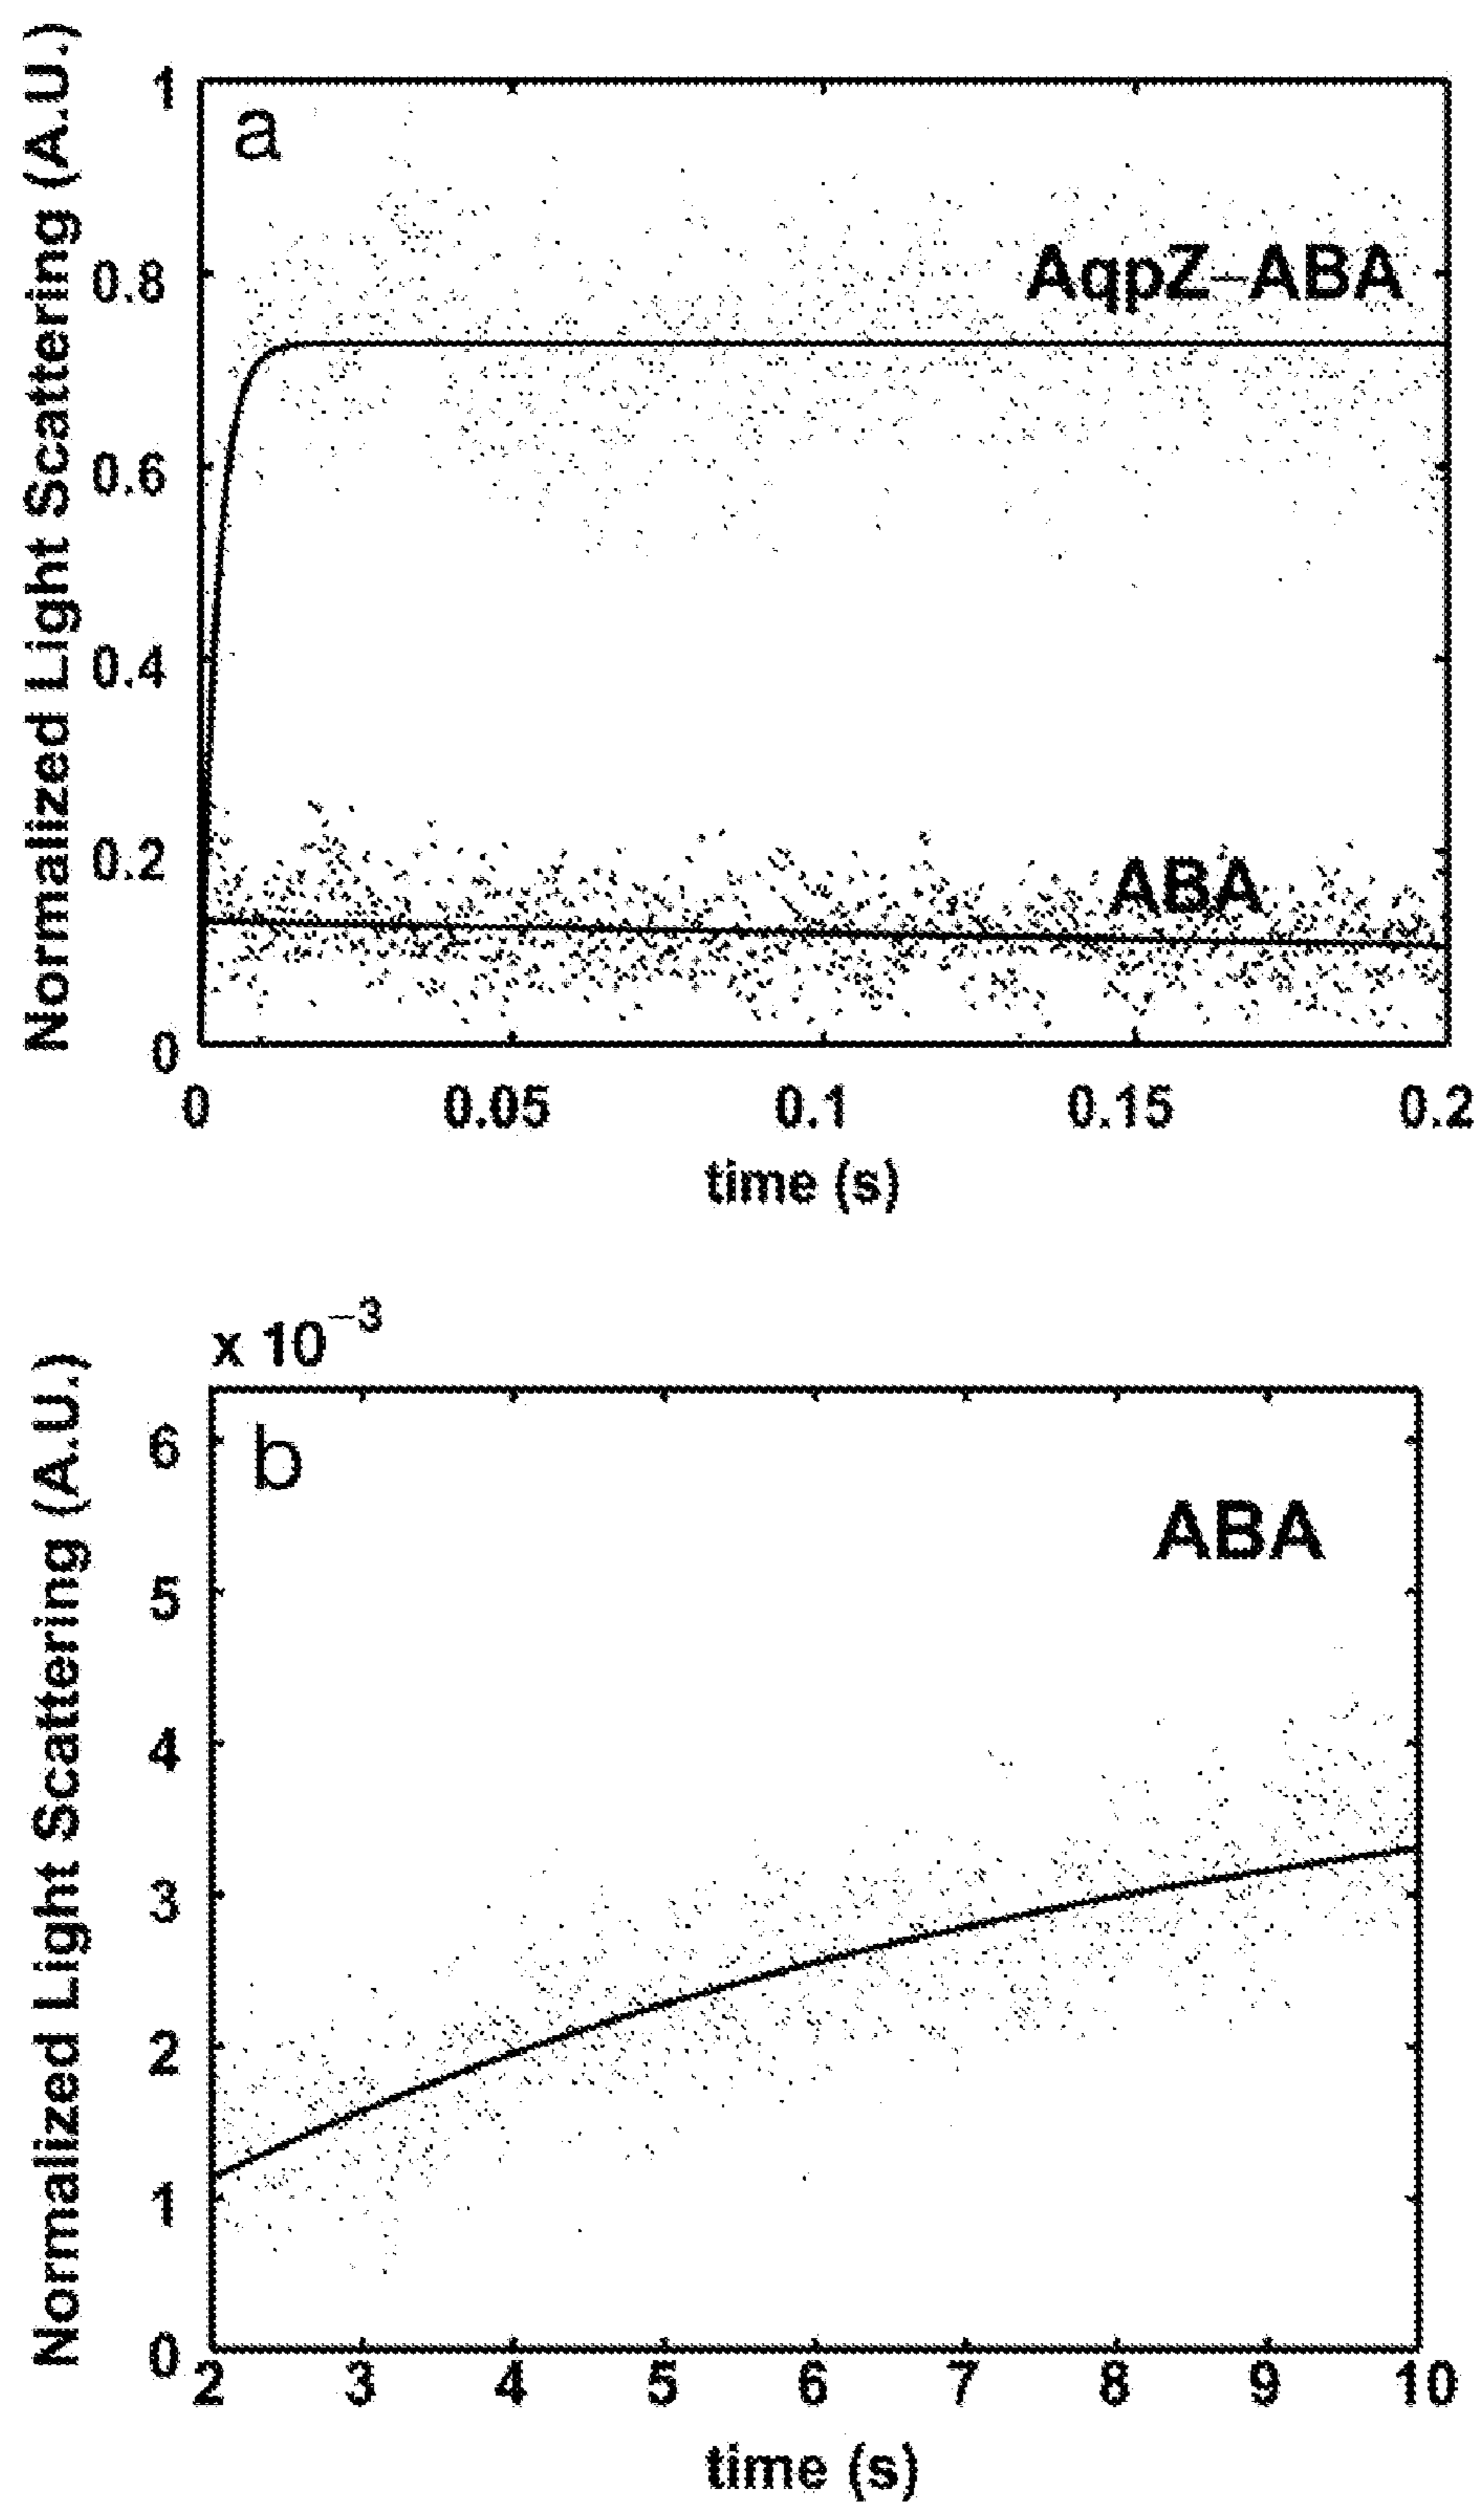 Normalized Light Scattering (A.U.)
a
1
0.8
0.6
0.4
0.2
0
AqpZ–ABA
ABA
0 0.05 0.1 0.15 0.2
time (s)
x 10⁻³
Normalized Light Scattering (A.U.)
b
ABA
6
5
4
3
2
1
0
2 3 4 5 6 7 8 9 10
time (s)